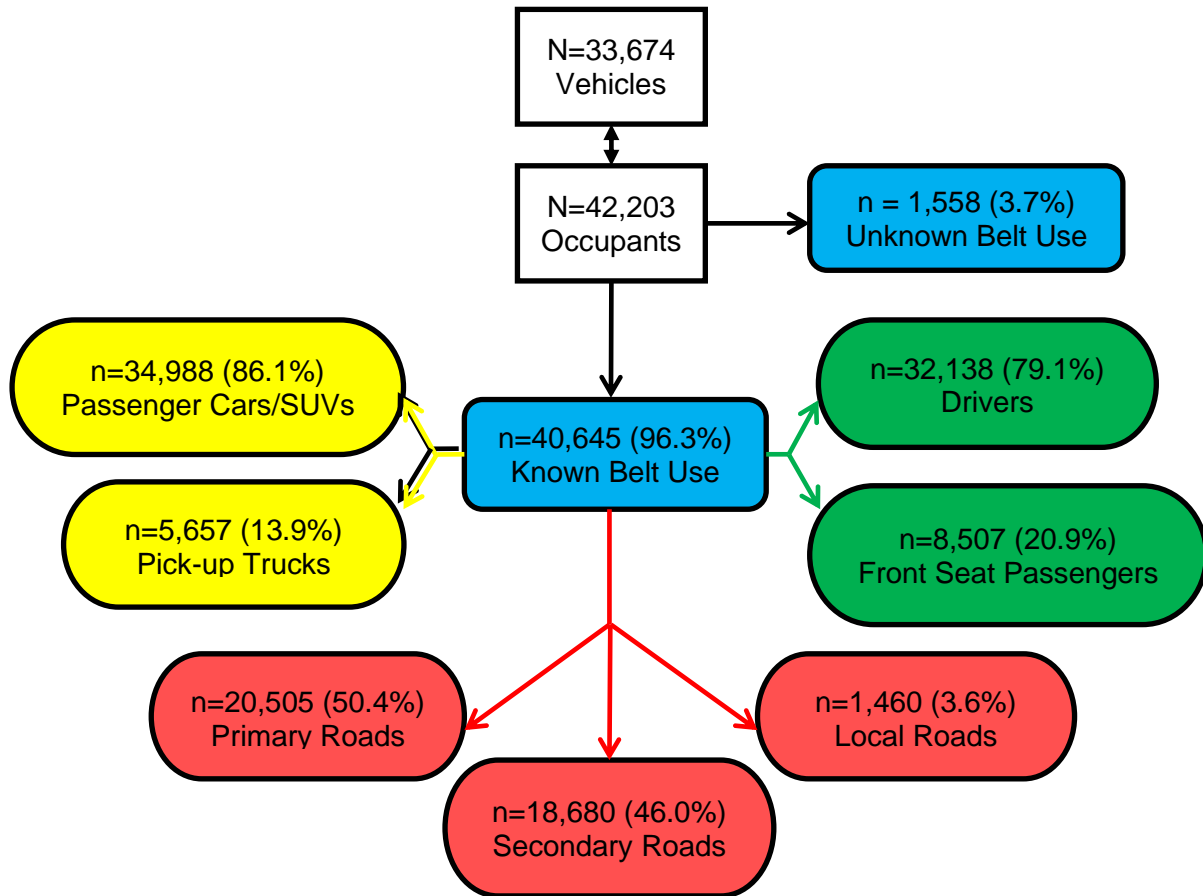 N=33,674
Vehicles
N=42,203
Occupants
n = 1,558 (3.7%)
Unknown Belt Use
n=34,988 (86.1%)
Passenger Cars/SUVs
n=32,138 (79.1%)
Drivers
n=40,645 (96.3%)
Known Belt Use
n=5,657 (13.9%)
Pick-up Trucks
n=8,507 (20.9%)
Front Seat Passengers
n=20,505 (50.4%)
Primary Roads
n=1,460 (3.6%)
Local Roads
n=18,680 (46.0%)
Secondary Roads